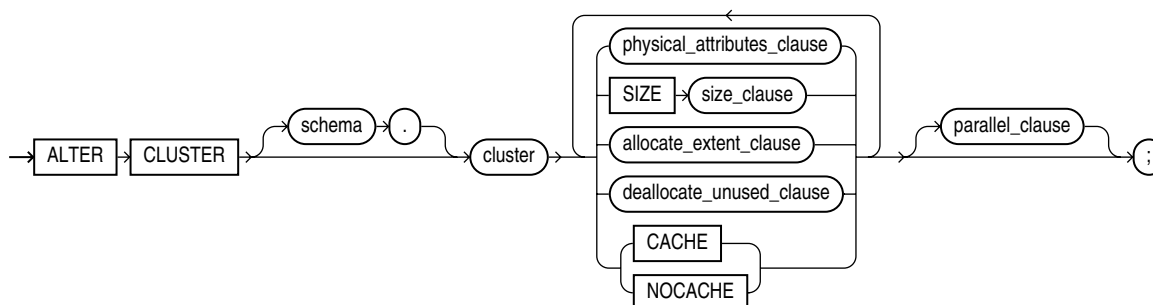 physical_attributes_clause
SIZE size_clause
schema . parallel_clause
ALTER CLUSTER cluster allocate_extent_clause ;
deallocate_unused_clause
CACHE
NOCACHE